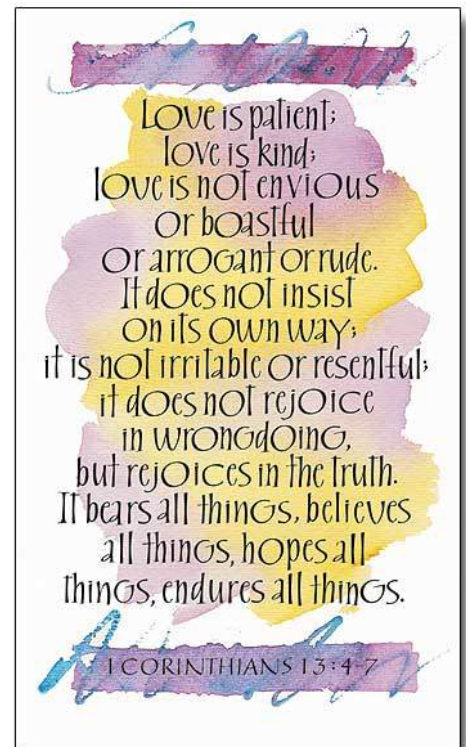 Love is patient;
love is kind;
love is not envious
or boastful
or arrogant or rude.
It does not insist
on its own way;
it is not irritable or resentful;
it does not rejoice
in wrongdoing,
but rejoices in the truth.
It bears all things, believes
all things, hopes all
things, endures all things.
1 CORINTHIANS 13:4-7